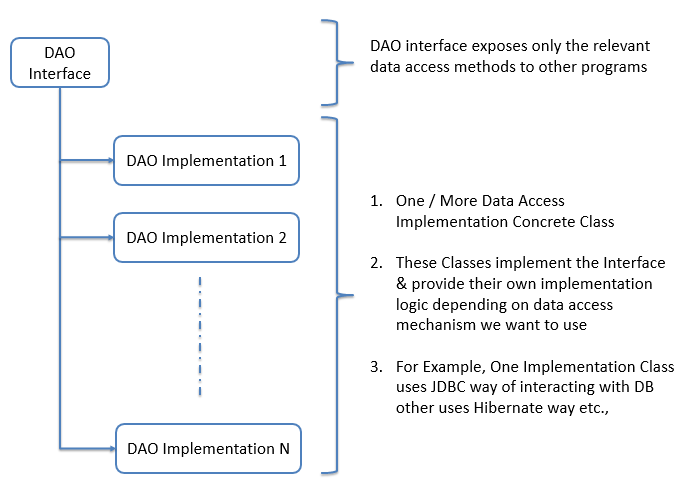 DAO
Interface
DAO interface exposes only the relevant
data access methods to other programs
DAO Implementation 1
DAO Implementation 2
DAO Implementation N
1. One / More Data Access
Implementation Concrete Class
2. These Classes implement the Interface
& provide their own implementation
logic depending on data access
mechanism we want to use
3. For Example, One Implementation Class
uses JDBC way of interacting with DB
other uses Hibernate way etc.,